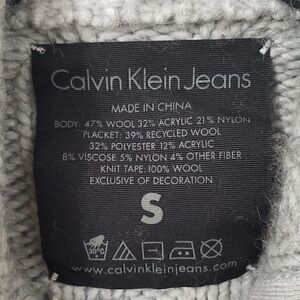 Calvin Klein Jeans
MADE IN CHINA
BODY: 47% WOOL 32% ACRYLIC 21% NYLON
PLACKET: 39% RECYCLED WOOL
32% POLYESTER 12% ACRYLIC
8% VISCOSE 5% NYLON 4% OTHER FIBER
KNIT TAPE: 100% WOOL
EXCLUSIVE OF DECORATION
S
30°C
www.calvinkleinjeans.com